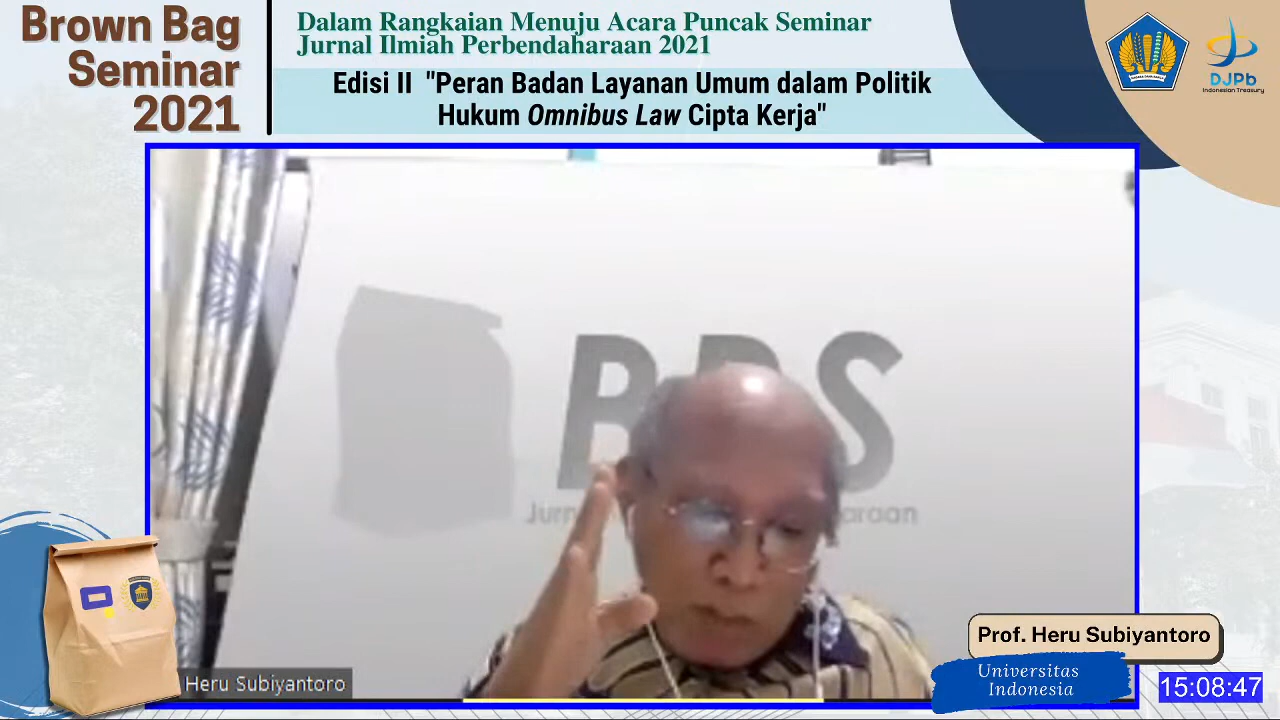 Brown Bag
Seminar
2021
Dalam Rangkaian Menuju Acara Puncak Seminar
Jurnal Ilmiah Perbendaharaan 2021
Edisi II "Peran Badan Layanan Umum dalam Politik
Hukum Omnibus Law Cipta Kerja"
DJPb
Indonesian Treasury
BBS
Prof. Heru Subiyantoro
Universitas
Indonesia
Heru Subiyantoro
15:08:47